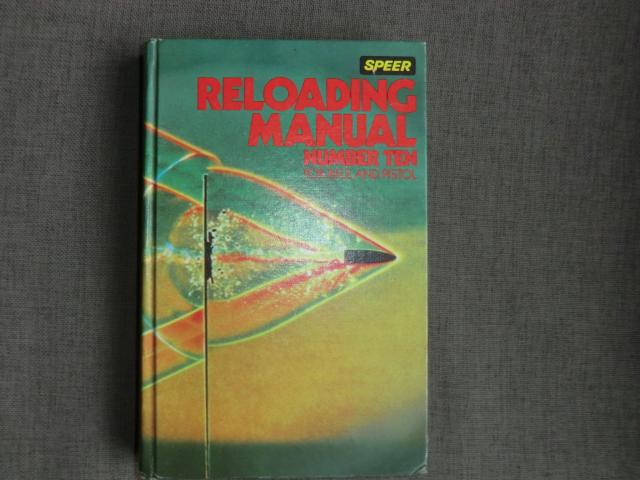 SPEER
RELOADING
MANUAL
NUMBER TEN
FOR RIFLE AND PISTOL